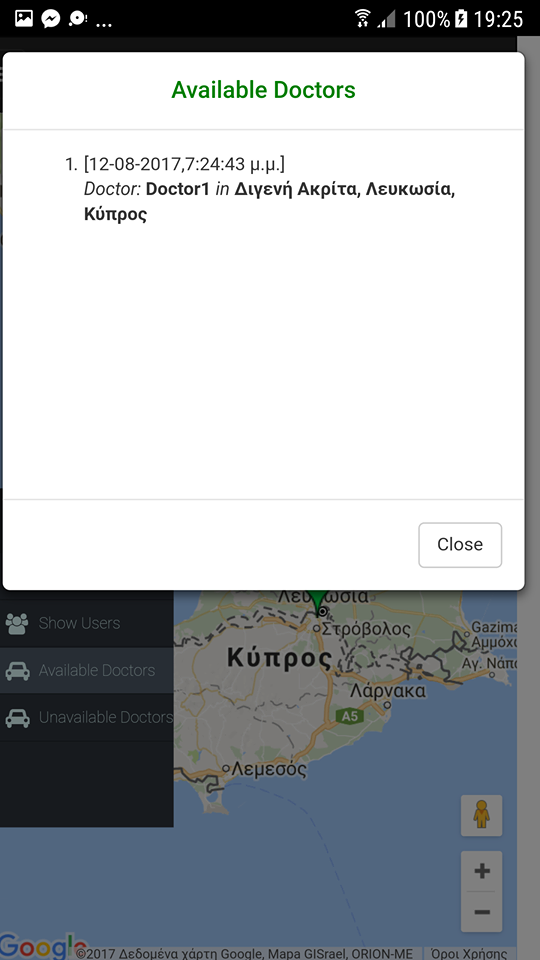 100% 19:25
Available Doctors
1. [12-08-2017,7:24:43 μ.μ.]
Doctor: Doctor1 in Διγενή Ακρίτα, Λευκωσία,
Κύπρος
Close
Λευκωσία
Show Users
Στρόβολος
Gazima
Αμμόχ
Κύπρος
Αγ. Νάπα
Available Doctors
Λάρνακα
A5
Unavailable Doctors
Λεμεσός
+
−
Google
©2017 Δεδομένα χάρτη Google, Mapa GISrael, ORION-ME Όροι Χρήσης